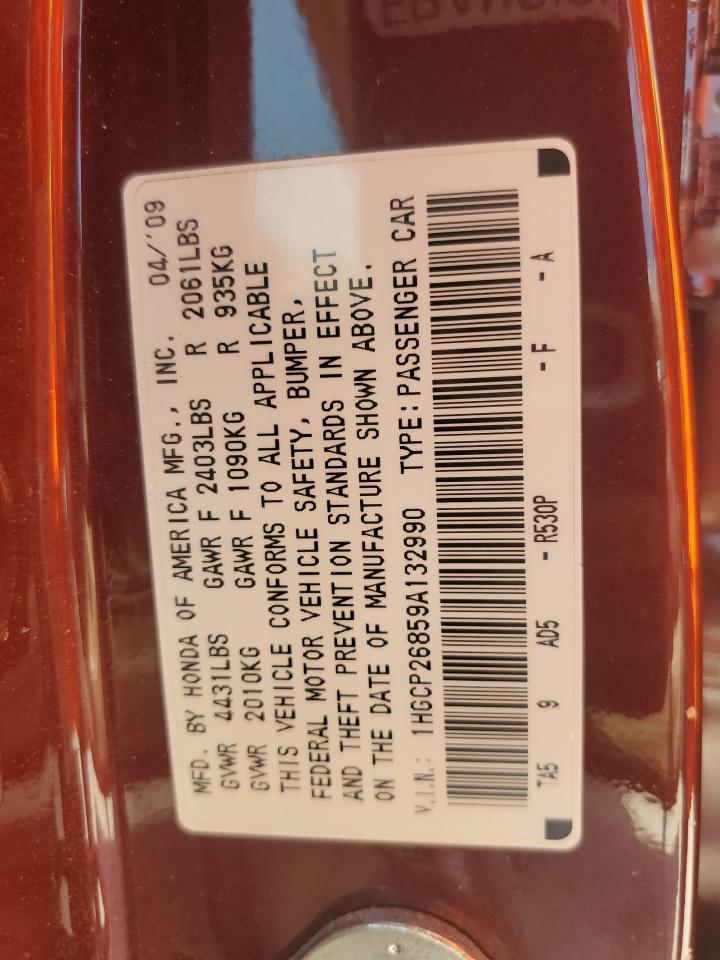 MFD. BY HONDA OF AMERICA MFG., INC. 04/'09
GVWR 4431LBS GAWR F 2403LBS R 2061LBS
GVWR 2010KG GAWR F 1090KG R 935KG
THIS VEHICLE CONFORMS TO ALL APPLICABLE
FEDERAL MOTOR VEHICLE SAFETY, BUMPER,
AND THEFT PREVENTION STANDARDS IN EFFECT
ON THE DATE OF MANUFACTURE SHOWN ABOVE.
V.I.N.: 1HGCP26859A132990 TYPE: PASSENGER CAR
TA5 9 AD5 - R530P - F - A